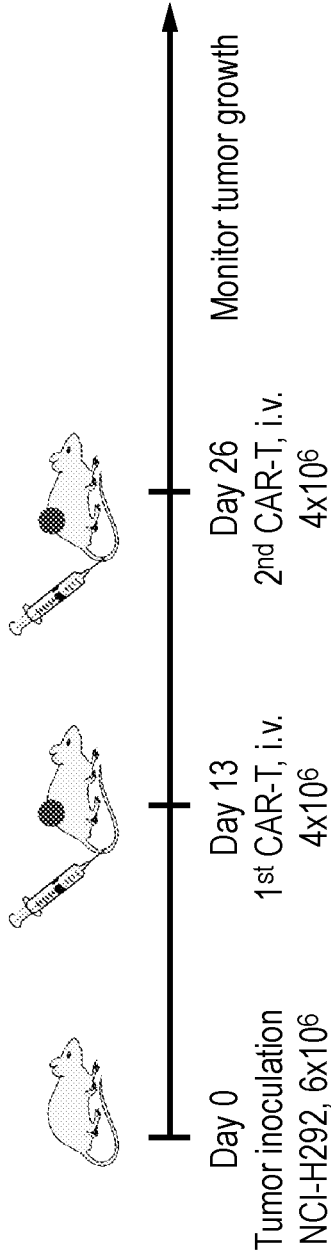 Day 0
Tumor inoculation
NCI-H292, 6x10⁶
Day 13
1st CAR-T, i.v.
4x10⁶
Day 26
2nd CAR-T, i.v.
4x10⁶
Monitor tumor growth